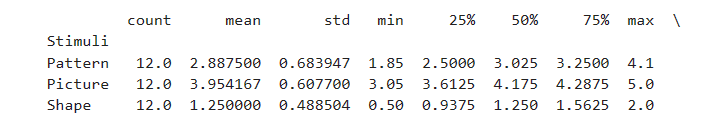 count mean std min 25% 50% 75% max \
Stimuli
Pattern 12.0 2.887500 0.683947 1.85 2.5000 3.025 3.2500 4.1
Picture 12.0 3.954167 0.607700 3.05 3.6125 4.175 4.2875 5.0
Shape 12.0 1.250000 0.488504 0.50 0.9375 1.250 1.5625 2.0